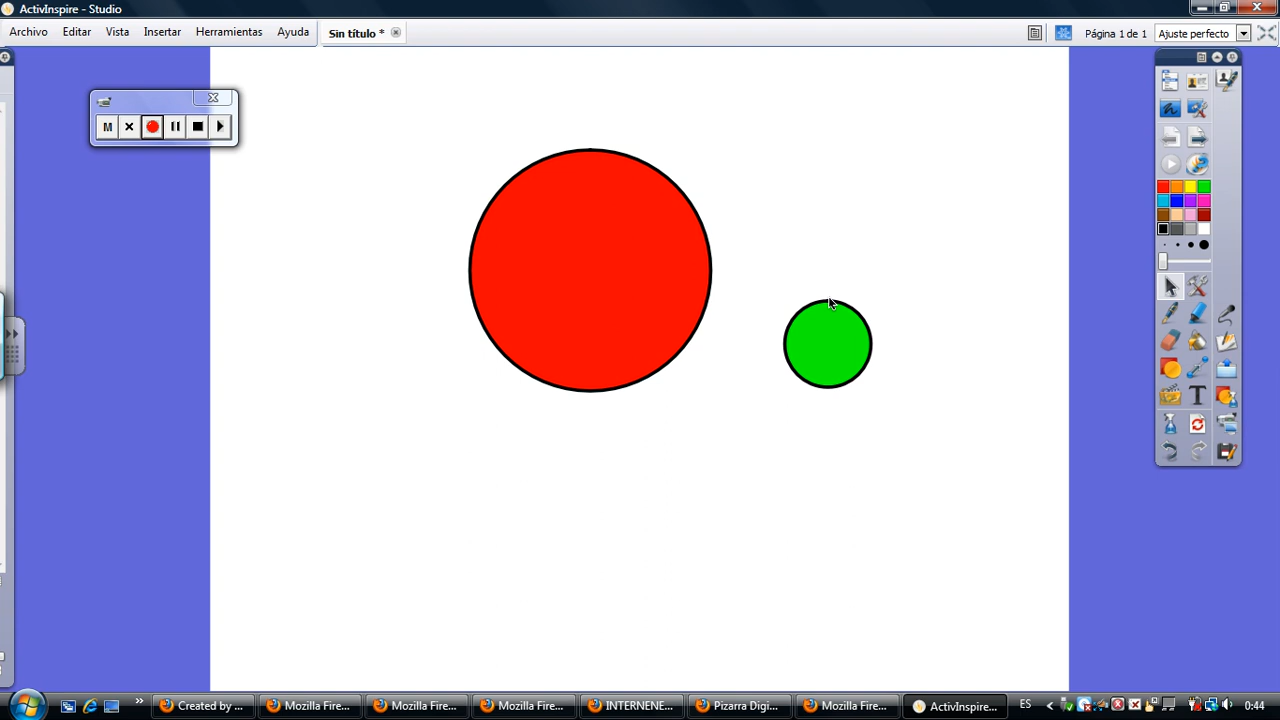 ActivInspire - Studio
Archivo Editar Vista Insertar Herramientas Ayuda Sin título * Página 1 de 1 Ajuste perfecto
M
T
Created by ... Mozilla Fire... Mozilla Fire... Mozilla Fire... INTERNENE... Pizarra Digi... Mozilla Fire... ActivInspire... ES 0:44